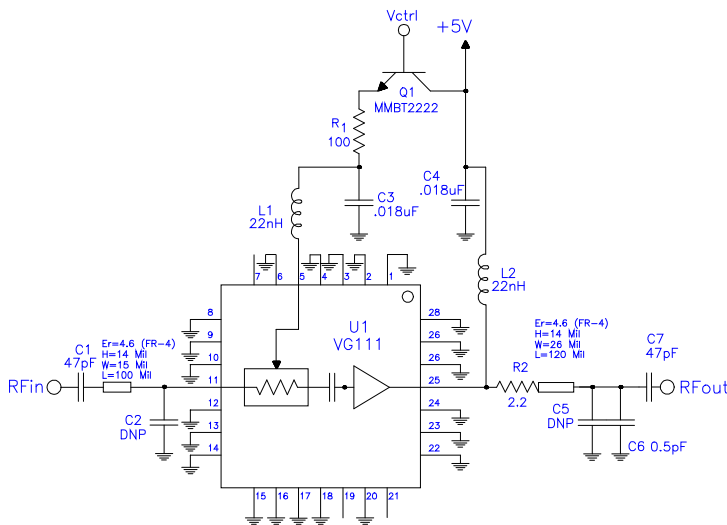 Vctrl
+5V
Q1
MMBT2222
R1
100
C3
.018uF
C4
.018uF
L1
22nH
L2
22nH
7
6
5
4
3
2
1
U1
VG111
8
9
10
11
12
13
14
28
26
26
25
24
23
22
15
16
17
18
19
20
21
RFin
C1
47pF
Er=4.6 (FR-4)
H=14 Mil
W=15 Mil
L=100 Mil
C2
DNP
R2
2.2
Er=4.6 (FR-4)
H=14 Mil
W=26 Mil
L=120 Mil
C5
DNP
C6 0.5pF
C7
47pF
RFout